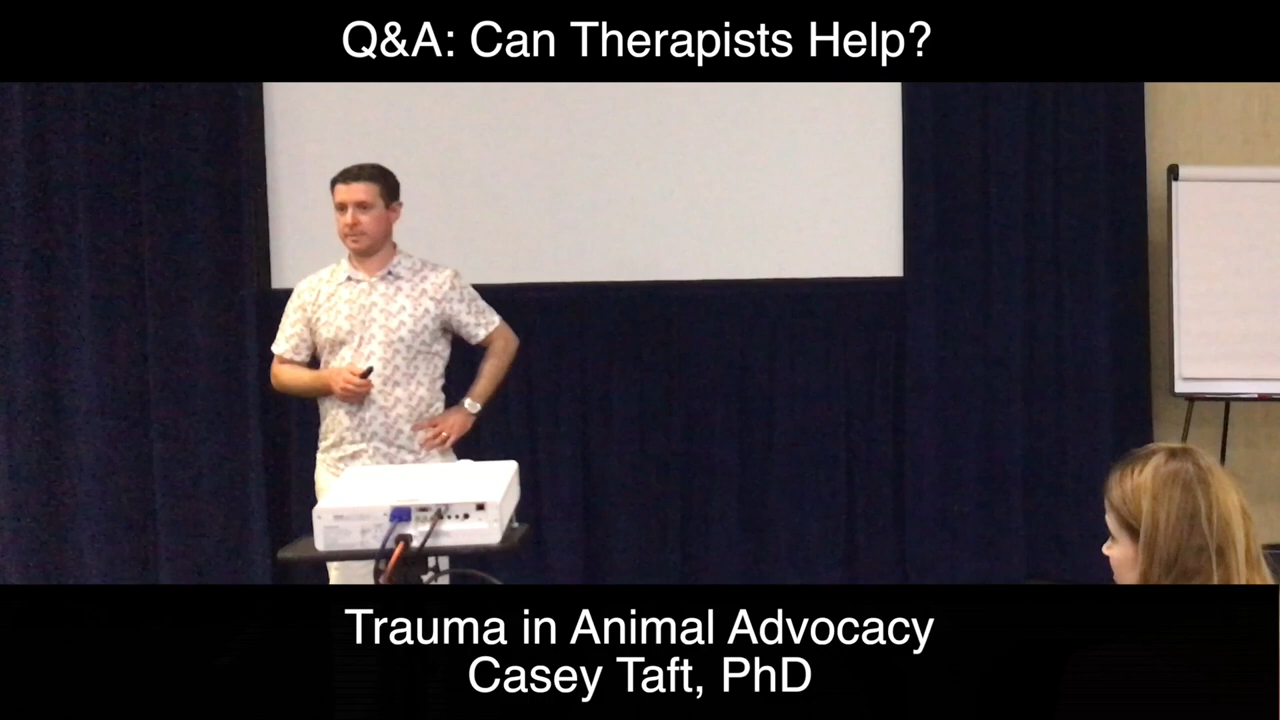 Q&A: Can Therapists Help?
Trauma in Animal Advocacy
Casey Taft, PhD